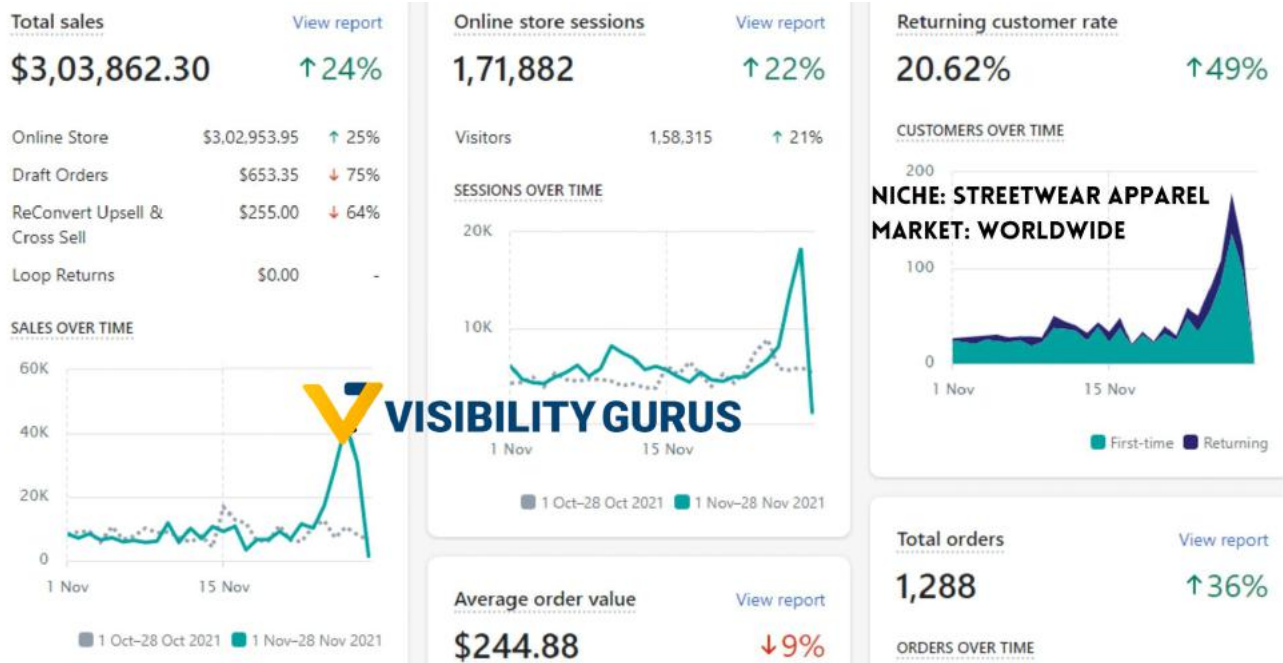 Total sales View report
$3,03,862.30 ↑24%
Online Store $3,02,953.95 ↑ 25%
Draft Orders $653.35 ↓ 75%
ReConvert Upsell & $255.00 ↓ 64%
Cross Sell
Loop Returns $0.00 -
SALES OVER TIME
60K
40K
20K
0
1 Nov 15 Nov
1 Oct–28 Oct 2021 1 Nov–28 Nov 2021
Online store sessions View report
1,71,882 ↑22%
Visitors 1,58,315 ↑ 21%
SESSIONS OVER TIME
20K
10K
VISIBILITY GURUS
1 Nov 15 Nov
1 Oct–28 Oct 2021 1 Nov–28 Nov 2021
Average order value View report
$244.88 ↓9%
Returning customer rate
20.62% ↑49%
CUSTOMERS OVER TIME
200
NICHE: STREETWEAR APPAREL
MARKET: WORLDWIDE
100
0
1 Nov 15 Nov
First-time Returning
Total orders View report
1,288 ↑36%
ORDERS OVER TIME